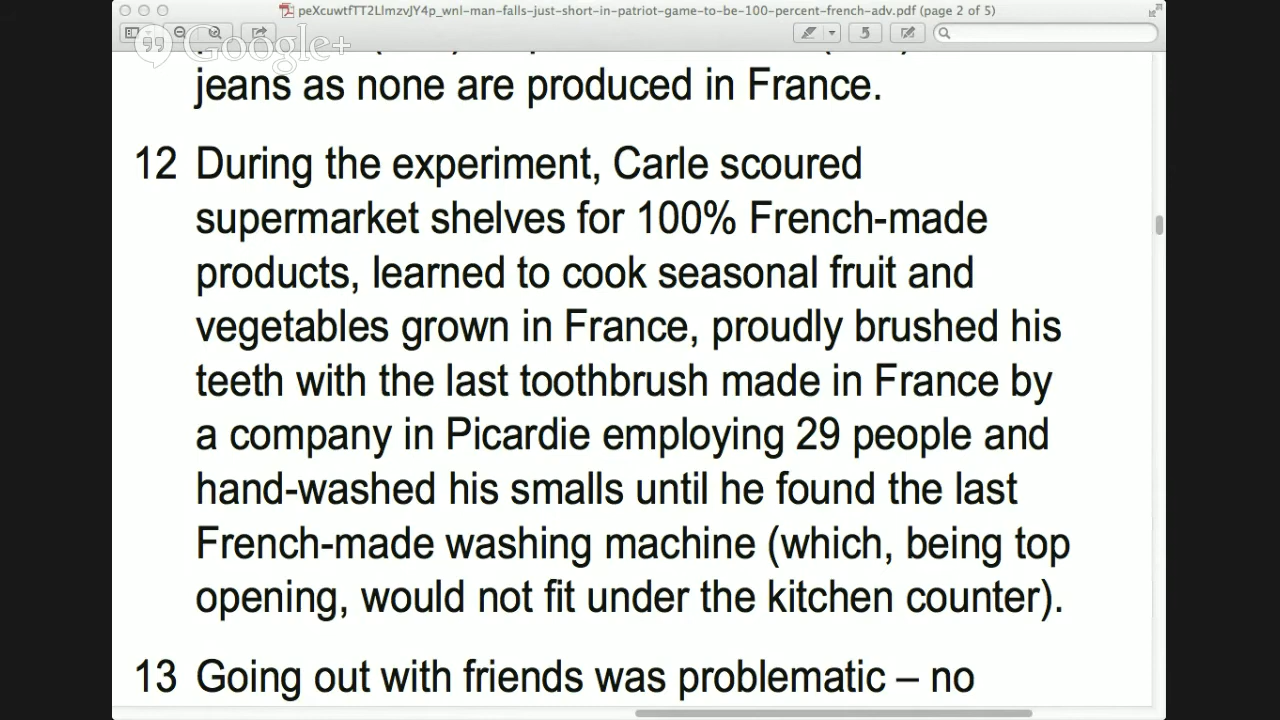 peXcuwtfTT2LlmzvJY4p_wnl-man-falls-just-short-in-patriot-game-to-be-100-percent-french-adv.pdf (page 2 of 5)
Google+
jeans as none are produced in France.
12 During the experiment, Carle scoured
supermarket shelves for 100% French-made
products, learned to cook seasonal fruit and
vegetables grown in France, proudly brushed his
teeth with the last toothbrush made in France by
a company in Picardie employing 29 people and
hand-washed his smalls until he found the last
French-made washing machine (which, being top
opening, would not fit under the kitchen counter).
13 Going out with friends was problematic – no